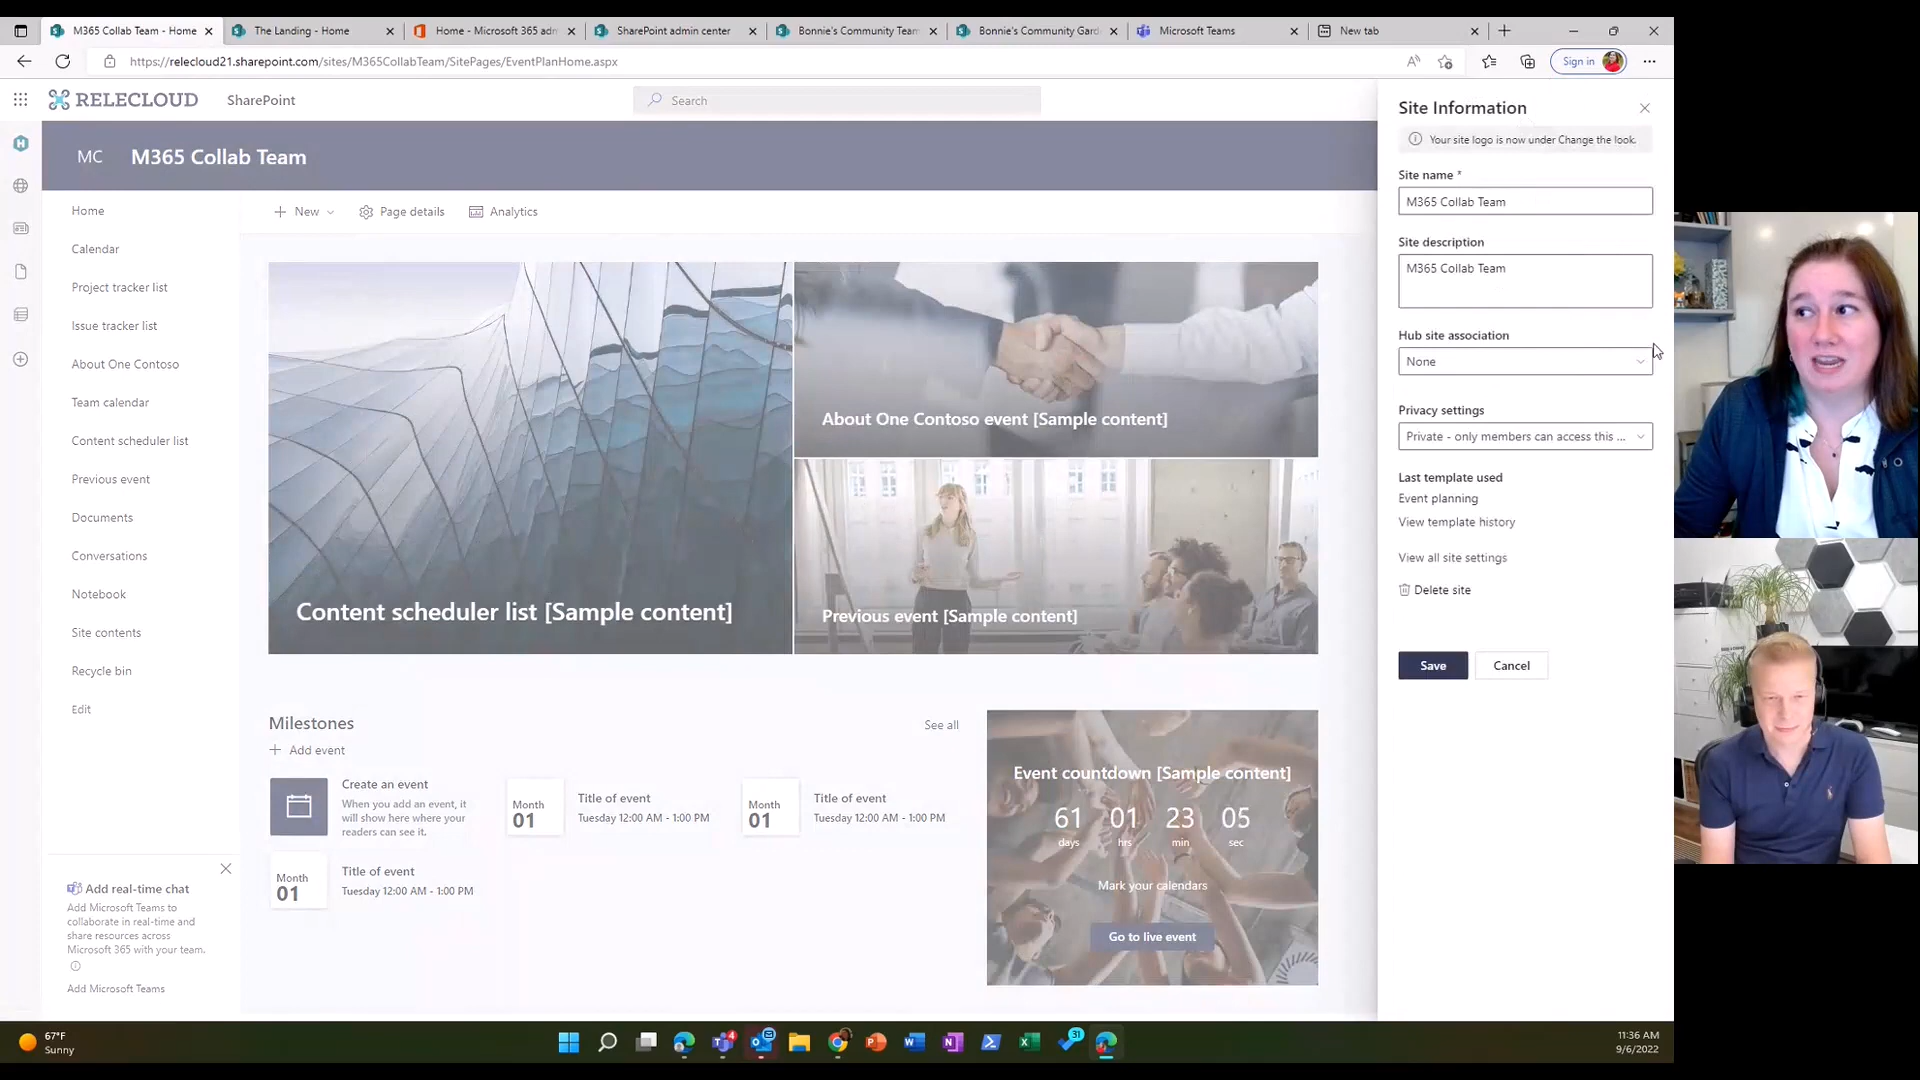 M365 Collab Team - Home
The Landing - Home
Home - Microsoft 365 adm
SharePoint admin center
Bonnie's Community Team
Bonnie's Community Gard
Microsoft Teams
New tab
https://relecloud21.sharepoint.com/sites/M365CollabTeam/SitePages/EventPlanHome.aspx
Sign in
RELECLOUD
SharePoint
Search
MC
M365 Collab Team
Home
Calendar
Project tracker list
Issue tracker list
About One Contoso
Team calendar
Content scheduler list
Previous event
Documents
Conversations
Notebook
Site contents
Recycle bin
Edit
Add real-time chat
Add Microsoft Teams to
collaborate in real-time and
share resources across
Microsoft 365 with your team.
Add Microsoft Teams
New
Page details
Analytics
Content scheduler list [Sample content]
About One Contoso event [Sample content]
Previous event [Sample content]
Milestones
See all
Add event
Create an event
When you add an event, it
will show here where your
readers can see it.
Month
01
Title of event
Tuesday 12:00 AM - 1:00 PM
Month
01
Title of event
Tuesday 12:00 AM - 1:00 PM
Month
01
Title of event
Tuesday 12:00 AM - 1:00 PM
Event countdown [Sample content]
61 01 23 05
days hrs min sec
Mark your calendars
Go to live event
Site Information
Your site logo is now under Change the look.
Site name *
M365 Collab Team
Site description
M365 Collab Team
Hub site association
None
Privacy settings
Private - only members can access this ...
Last template used
Event planning
View template history
View all site settings
Delete site
Save
Cancel
67°F
Sunny
4
31
11:36 AM
9/6/2022